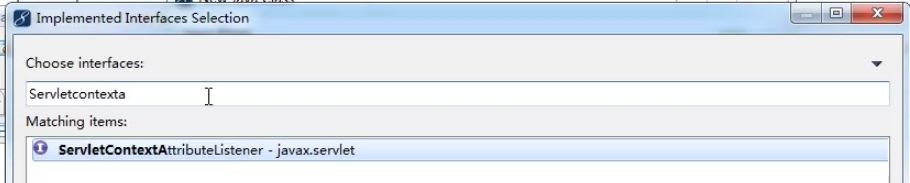 Implemented Interfaces Selection
Choose interfaces:
Servletcontexta
Matching items:
ServletContextAttributeListener - javax.servlet